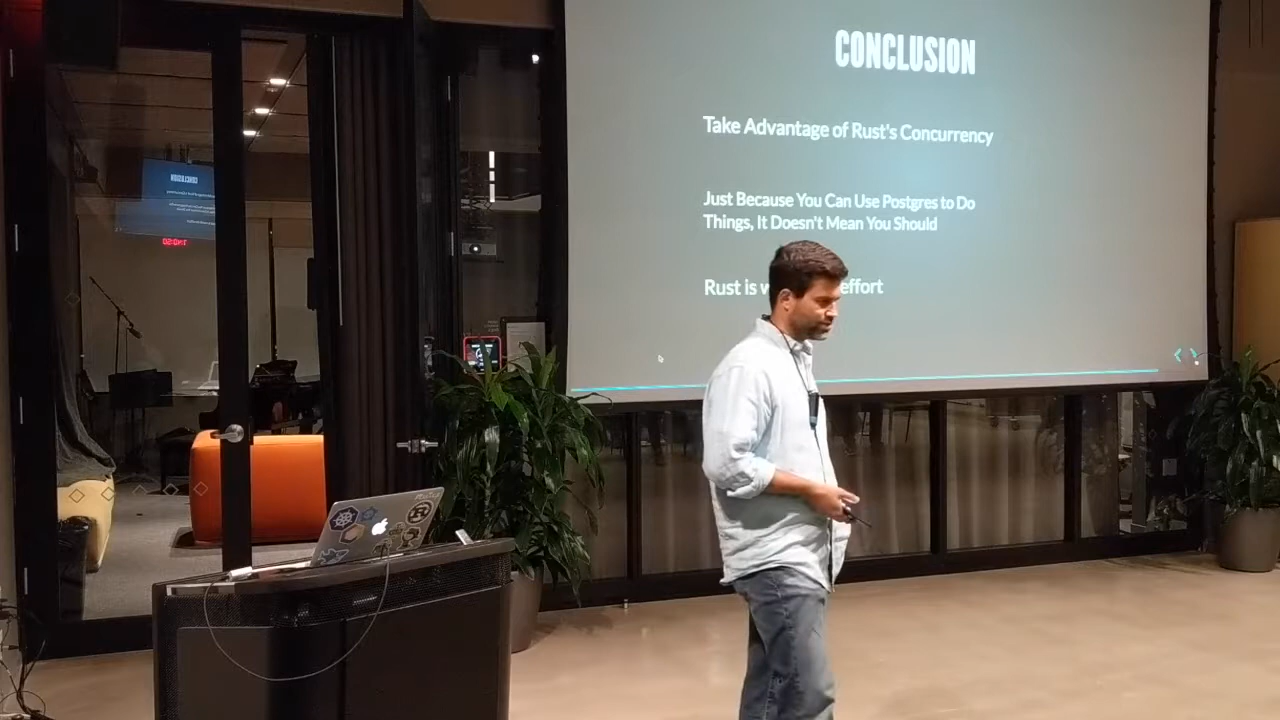 CONCLUSION
Take Advantage of Rust's Concurrency
Just Because You Can Use Postgres to Do
Things, It Doesn't Mean You Should
Rust is w effort